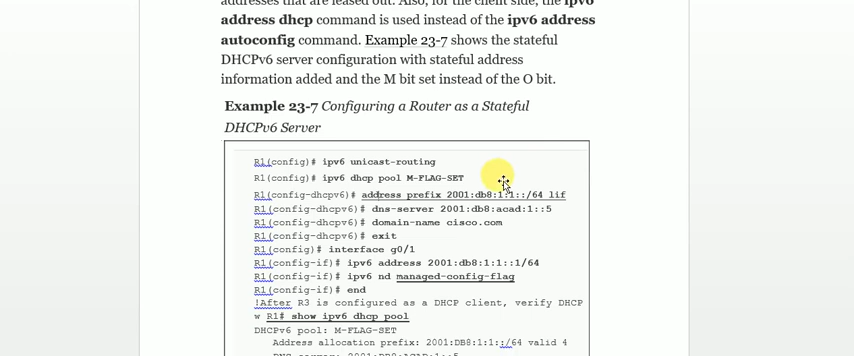 addresses that are leased out. Also, for the client side, the ipv6
address dhcp command is used instead of the ipv6 address
autoconfig command. Example 23-7 shows the stateful
DHCPv6 server configuration with stateful address
information added and the M bit set instead of the O bit.
Example 23-7 Configuring a Router as a Stateful
DHCPv6 Server
R1(config)# ipv6 unicast-routing
R1(config)# ipv6 dhcp pool M-FLAG-SET
R1(config-dhcpv6)# address prefix 2001:db8:1:1::/64 lif
R1(config-dhcpv6)# dns-server 2001:db8:acad:1::5
R1(config-dhcpv6)# domain-name cisco.com
R1(config-dhcpv6)# exit
R1(config)# interface g0/1
R1(config-if)# ipv6 address 2001:db8:1:1::1/64
R1(config-if)# ipv6 nd managed-config-flag
R1(config-if)# end
!After R3 is configured as a DHCP client, verify DHCP
w R1# show ipv6 dhcp pool
DHCPv6 pool: M-FLAG-SET
Address allocation prefix: 2001:DB8:1:1::/64 valid 4